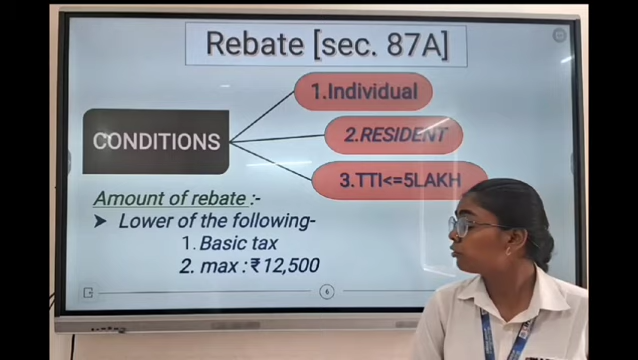 Rebate [sec. 87A]
CONDITIONS
1.Individual
2.RESIDENT
3.TTI<=5LAKH
Amount of rebate :-
➤ Lower of the following-
1. Basic tax
2. max : ₹ 12,500
6